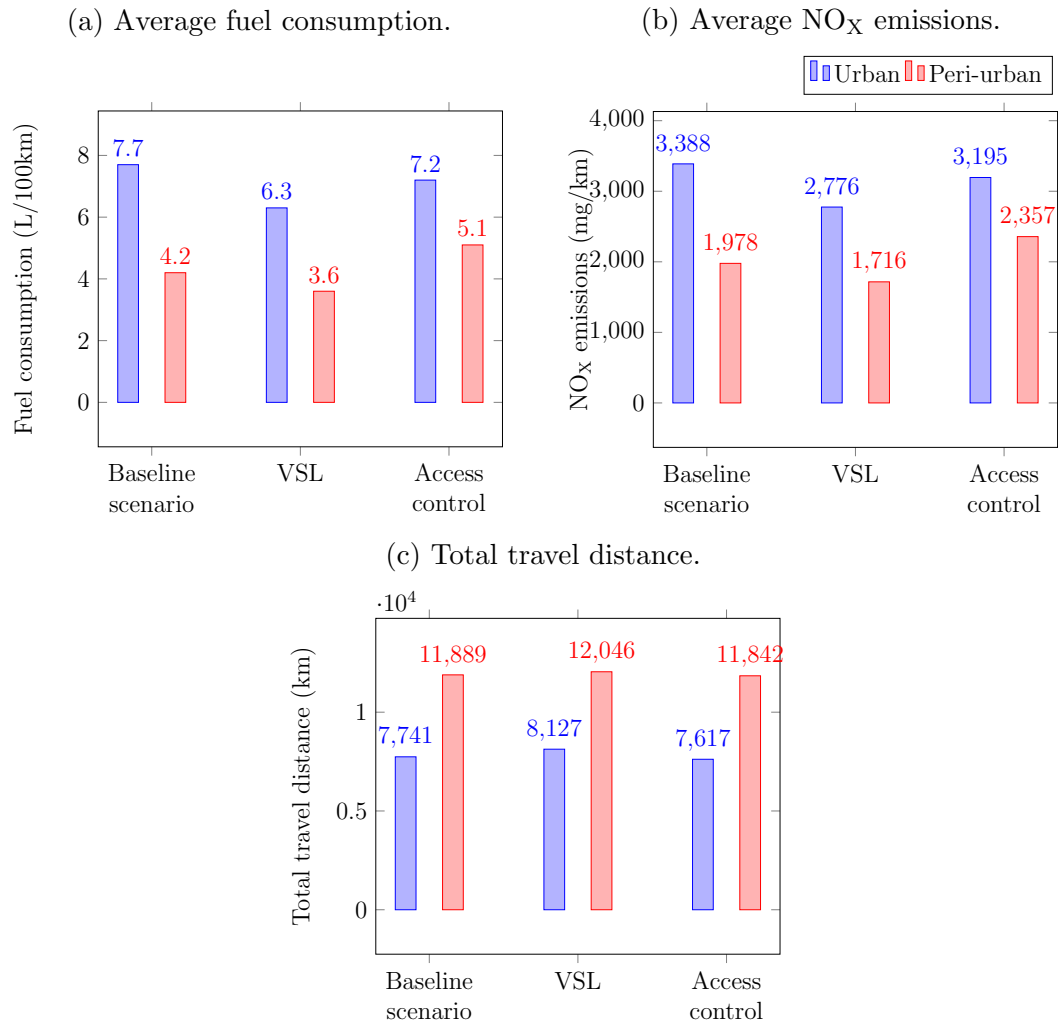 (a) Average fuel consumption.
Fuel consumption (L/100km)
8
6
4
2
0
7.7
4.2
6.3
3.6
7.2
5.1
Baseline
scenario
VSL
Access
control
(b) Average NOX emissions.
Urban
Peri-urban
NOX emissions (mg/km)
4,000
3,000
2,000
1,000
0
3,388
1,978
2,776
1,716
3,195
2,357
Baseline
scenario
VSL
Access
control
(c) Total travel distance.
·10⁴
Total travel distance (km)
1
0.5
0
7,741
11,889
8,127
12,046
7,617
11,842
Baseline
scenario
VSL
Access
control